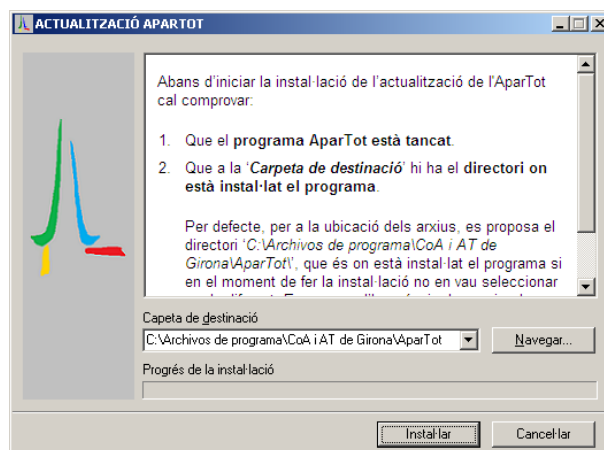 ACTUALITZACIÓ APARTOT
Abans d'iniciar la instal·lació de l'actualització de l'AparTot
cal comprovar:
1. Que el programa AparTot està tancat.
2. Que a la 'Carpeta de destinació' hi ha el directori on
està instal·lat el programa.
Per defecte, per a la ubicació dels arxius, es proposa el
directori 'C:\Archivos de programa\CoA i AT de
Girona\AparTot\', que és on està instal·lat el programa si
en el moment de fer la instal·lació no en vau seleccionar
Capeta de destinació
C:\Archivos de programa\CoA i AT de Girona\AparTot
Navegar...
Progrés de la instal·lació
Instal·lar
Cancel·lar